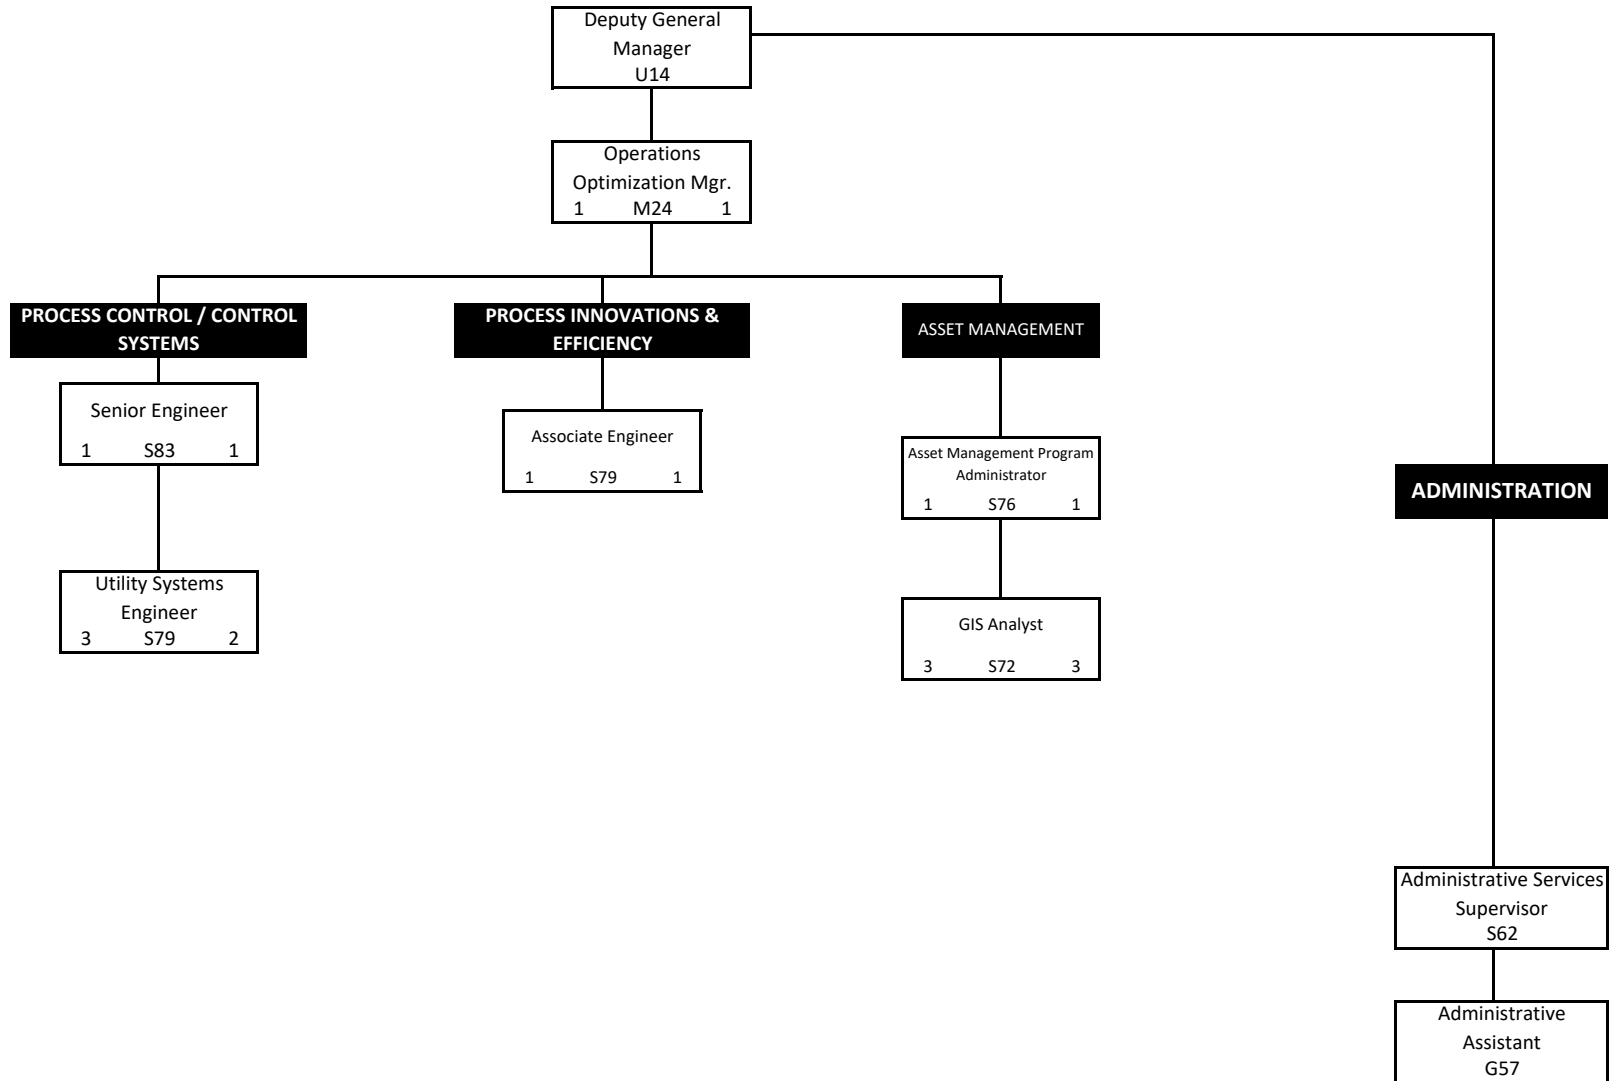 Deputy General
Manager
U14
Operations
Optimization Mgr.
1 M24 1
PROCESS CONTROL / CONTROL
SYSTEMS
Senior Engineer
1 S83 1
Utility Systems
Engineer
3 S79 2
PROCESS INNOVATIONS &
EFFICIENCY
Associate Engineer
1 S79 1
ASSET MANAGEMENT
Asset Management Program
Administrator
1 S76 1
GIS Analyst
3 S72 3
ADMINISTRATION
Administrative Services
Supervisor
S62
Administrative
Assistant
G57